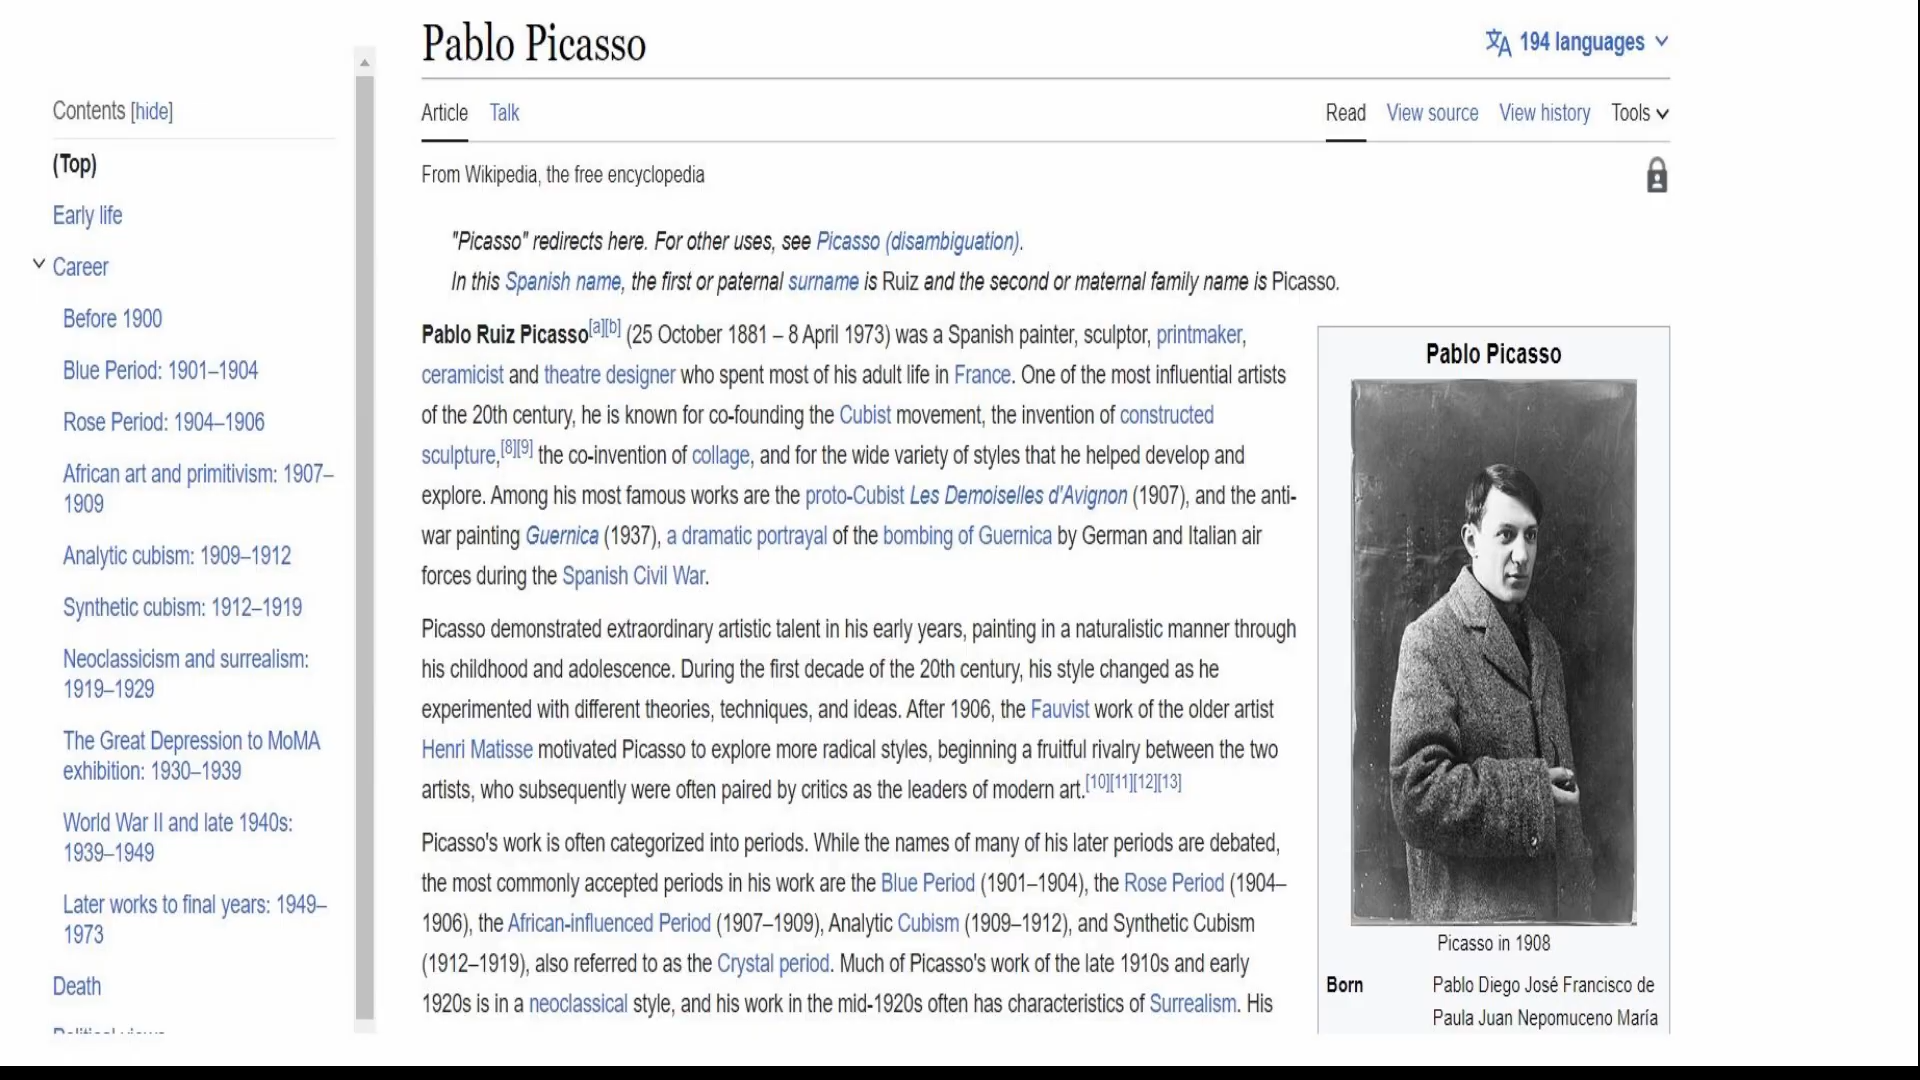 Pablo Picasso
194 languages
Contents [hide]
(Top)
Early life
Career
Before 1900
Blue Period: 1901–1904
Rose Period: 1904–1906
African art and primitivism: 1907–
1909
Analytic cubism: 1909–1912
Synthetic cubism: 1912–1919
Neoclassicism and surrealism:
1919–1929
The Great Depression to MoMA
exhibition: 1930–1939
World War II and late 1940s:
1939–1949
Later works to final years: 1949–
1973
Death
Political views
Article Talk
Read View source View history Tools
From Wikipedia, the free encyclopedia
"Picasso" redirects here. For other uses, see Picasso (disambiguation).
In this Spanish name, the first or paternal surname is Ruiz and the second or maternal family name is Picasso.
Pablo Ruiz Picasso[a][b] (25 October 1881 – 8 April 1973) was a Spanish painter, sculptor, printmaker,
ceramicist and theatre designer who spent most of his adult life in France. One of the most influential artists
of the 20th century, he is known for co-founding the Cubist movement, the invention of constructed
sculpture,[8][9] the co-invention of collage, and for the wide variety of styles that he helped develop and
explore. Among his most famous works are the proto-Cubist Les Demoiselles d'Avignon (1907), and the anti-
war painting Guernica (1937), a dramatic portrayal of the bombing of Guernica by German and Italian air
forces during the Spanish Civil War.
Picasso demonstrated extraordinary artistic talent in his early years, painting in a naturalistic manner through
his childhood and adolescence. During the first decade of the 20th century, his style changed as he
experimented with different theories, techniques, and ideas. After 1906, the Fauvist work of the older artist
Henri Matisse motivated Picasso to explore more radical styles, beginning a fruitful rivalry between the two
artists, who subsequently were often paired by critics as the leaders of modern art.[10][11][12][13]
Picasso's work is often categorized into periods. While the names of many of his later periods are debated,
the most commonly accepted periods in his work are the Blue Period (1901–1904), the Rose Period (1904–
1906), the African-influenced Period (1907–1909), Analytic Cubism (1909–1912), and Synthetic Cubism
(1912–1919), also referred to as the Crystal period. Much of Picasso's work of the late 1910s and early
1920s is in a neoclassical style, and his work in the mid-1920s often has characteristics of Surrealism. His
Pablo Picasso
Picasso in 1908
Born Pablo Diego José Francisco de
Paula Juan Nepomuceno María